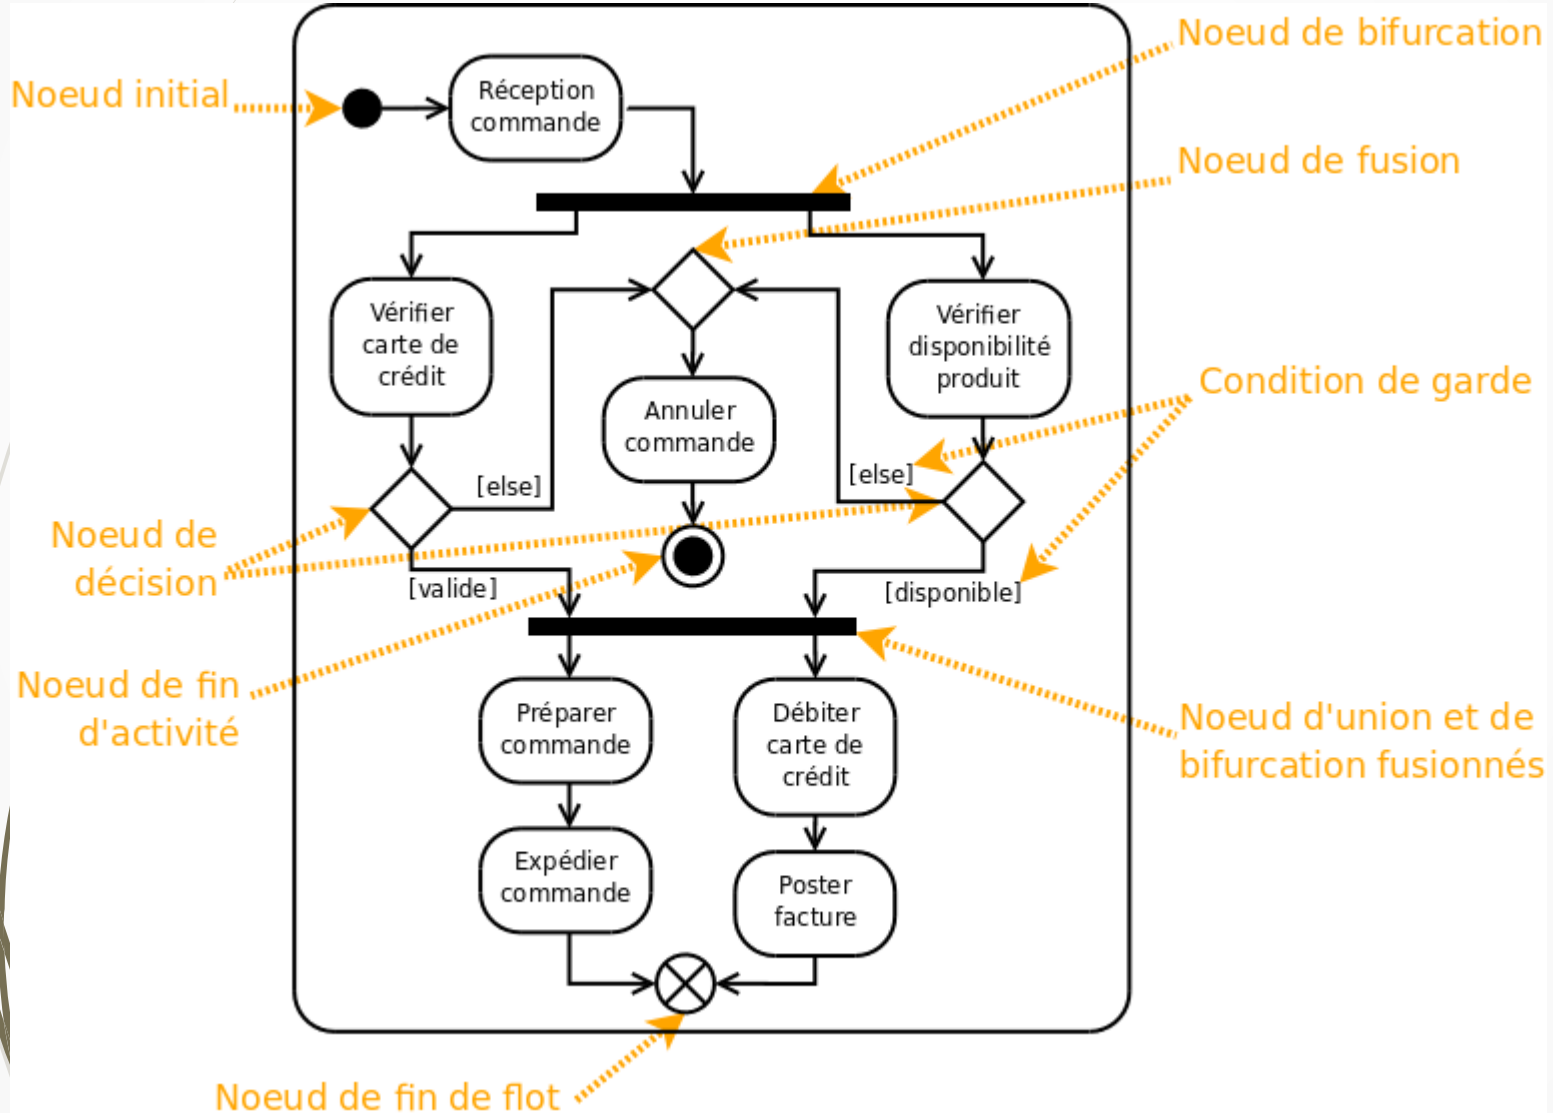 Noeud de bifurcation
Noeud initial
Réception
commande
Noeud de fusion
Vérifier
carte de
crédit
Vérifier
disponibilité
produit
Condition de garde
Annuler
commande
[else]
[else]
Noeud de
décision
[valide]
[disponible]
Noeud de fin
d'activité
Noeud d'union et de
bifurcation fusionnés
Préparer
commande
Débiter
carte de
crédit
Expédier
commande
Poster
facture
Noeud de fin de flot